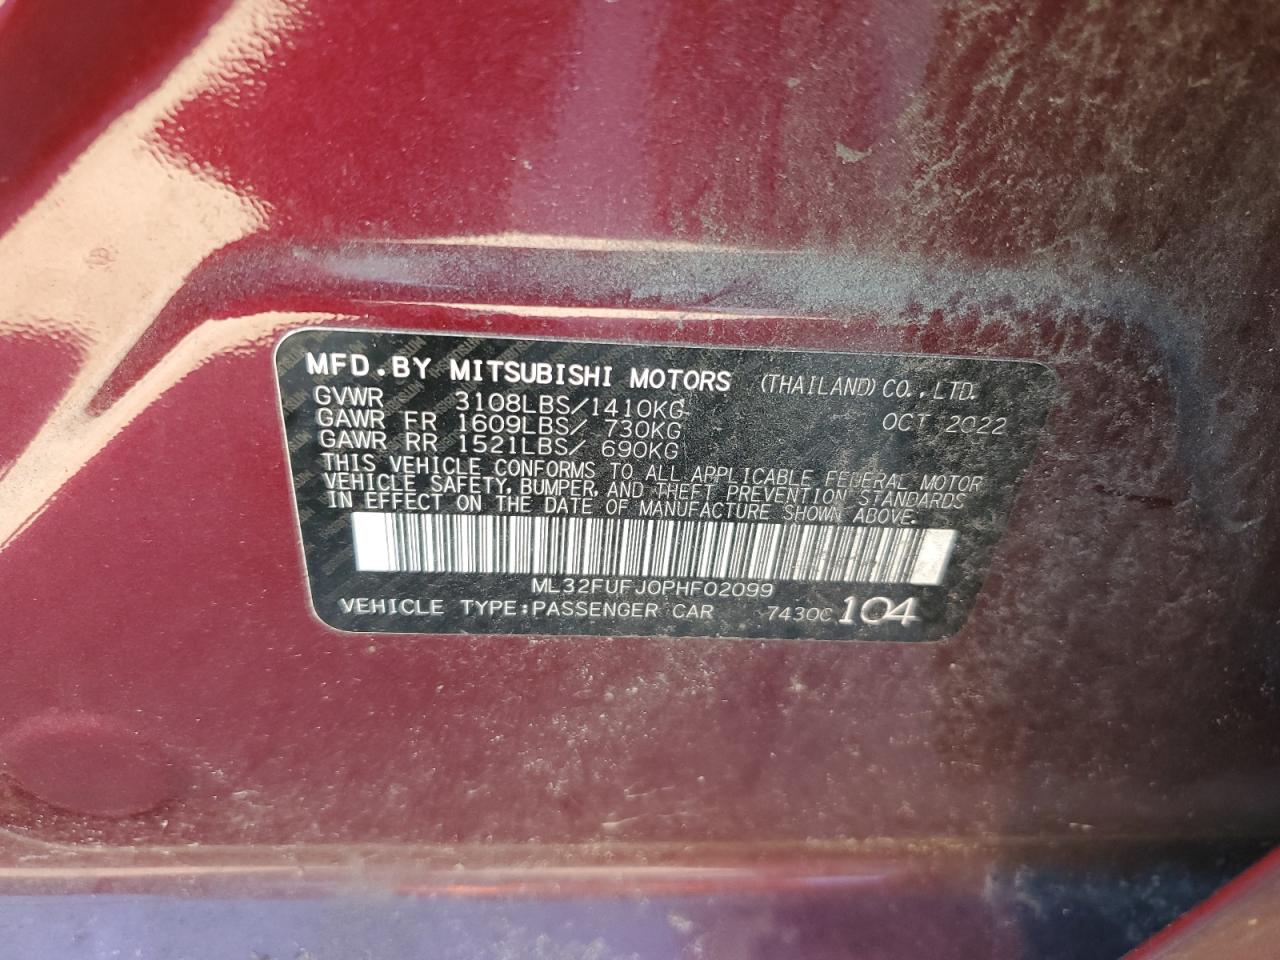 MFD.BY MITSUBISHI MOTORS (THAILAND) CO.,LTD.
GVWR 3108LBS/1410KG OCT 2022
GAWR FR 1609LBS/ 730KG
GAWR RR 1521LBS/ 690KG
THIS VEHICLE CONFORMS TO ALL APPLICABLE FEDERAL MOTOR
VEHICLE SAFETY, BUMPER, AND THEFT PREVENTION STANDARDS
IN EFFECT ON THE DATE OF MANUFACTURE SHOWN ABOVE.
ML32FUFJ0PHF02099
VEHICLE TYPE:PASSENGER CAR 7430C 104